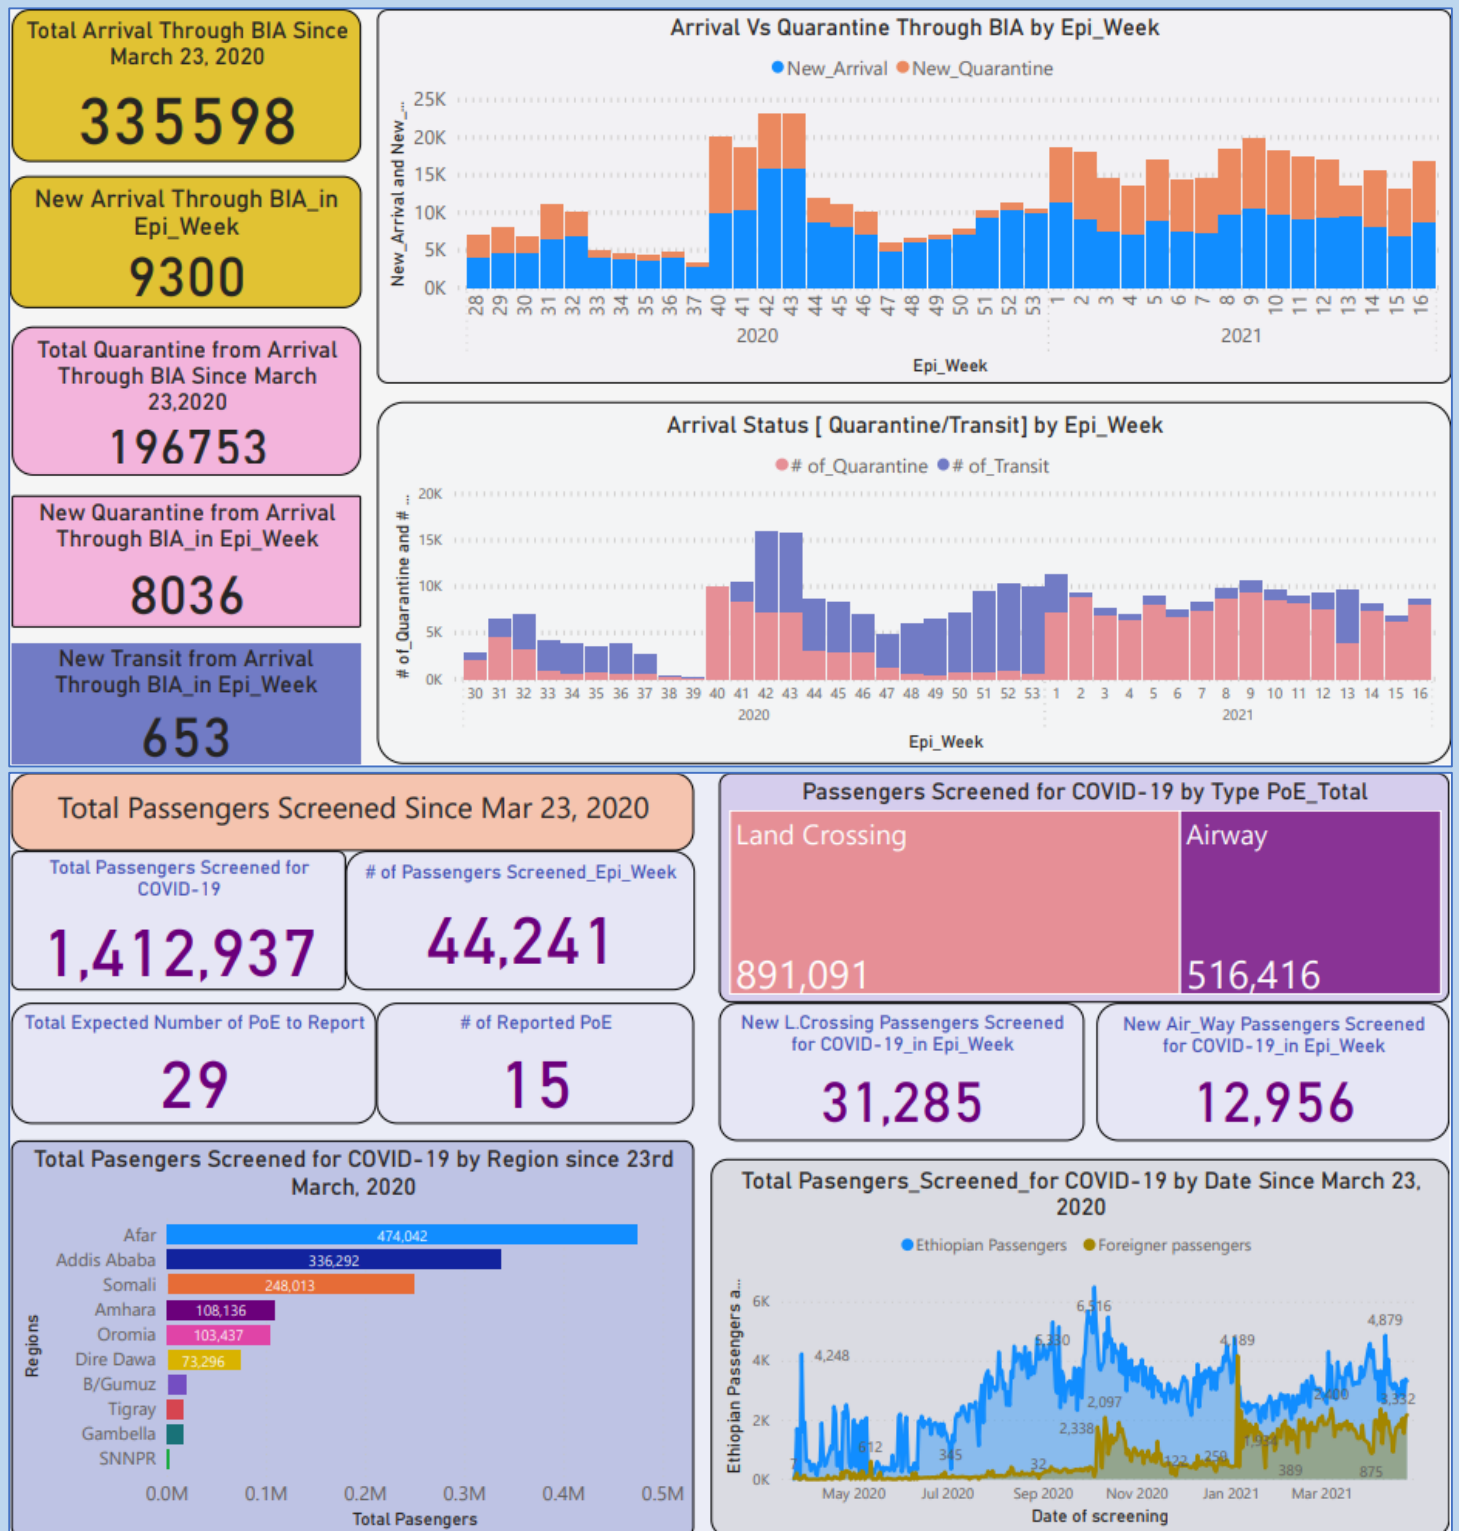 Total Arrival Through BIA Since
March 23, 2020
335598
New Arrival Through BIA_in
Epi_Week
9300
Total Quarantine from Arrival
Through BIA Since March
23,2020
196753
New Quarantine from Arrival
Through BIA_in Epi_Week
8036
New Transit from Arrival
Through BIA_in Epi_Week
653
Arrival Vs Quarantine Through BIA by Epi_Week
New_Arrival New_Quarantine
New_Arrival and New_...
25K
20K
15K
10K
5K
0K
28 29 30 31 32 33 34 35 36 37 40 41 42 43 44 45 46 47 48 49 50 51 52 53 1 2 3 4 5 6 7 8 9 10 11 12 13 14 15 16
2020 2021
Epi_Week
Arrival Status [ Quarantine/Transit] by Epi_Week
# of_Quarantine # of_Transit
# of_Quarantine and # ...
20K
15K
10K
5K
0K
30 31 32 33 34 35 36 37 38 39 40 41 42 43 44 45 46 47 48 49 50 51 52 53 1 2 3 4 5 6 7 8 9 10 11 12 13 14 15 16
2020 2021
Epi_Week
Total Passengers Screened Since Mar 23, 2020
Total Passengers Screened for
COVID-19
1,412,937
# of Passengers Screened_Epi_Week
44,241
Total Expected Number of PoE to Report
29
# of Reported PoE
15
Passengers Screened for COVID-19 by Type PoE_Total
Land Crossing
891,091
Airway
516,416
New L.Crossing Passengers Screened
for COVID-19_in Epi_Week
31,285
New Air_Way Passengers Screened
for COVID-19_in Epi_Week
12,956
Total Pasengers Screened for COVID-19 by Region since 23rd
March, 2020
Regions
Afar 474,042
Addis Ababa 336,292
Somali 248,013
Amhara 108,136
Oromia 103,437
Dire Dawa 73,296
B/Gumuz
Tigray
Gambella
SNNPR
0.0M 0.1M 0.2M 0.3M 0.4M 0.5M
Total Pasengers
Total Pasengers_Screened_for COVID-19 by Date Since March 23,
2020
Ethiopian Passengers Foreigner passengers
Ethiopian Passengers a...
6K
4K
2K
0K
4,248
612
345
32
5,330
6,516
2,097
2,338
122
259
4,189
1,934
389
875
4,879
3,332
May 2020 Jul 2020 Sep 2020 Nov 2020 Jan 2021 Mar 2021
Date of screening